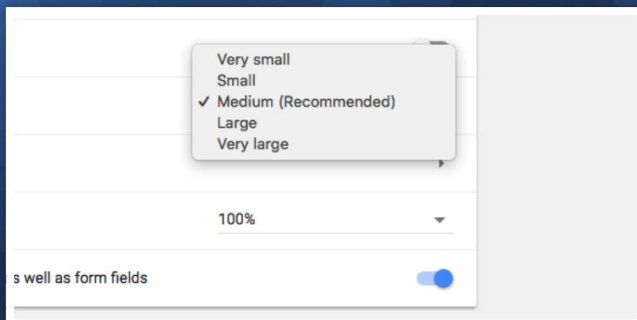 Very small
Small
✓ Medium (Recommended)
Large
Very large
100%
s well as form fields